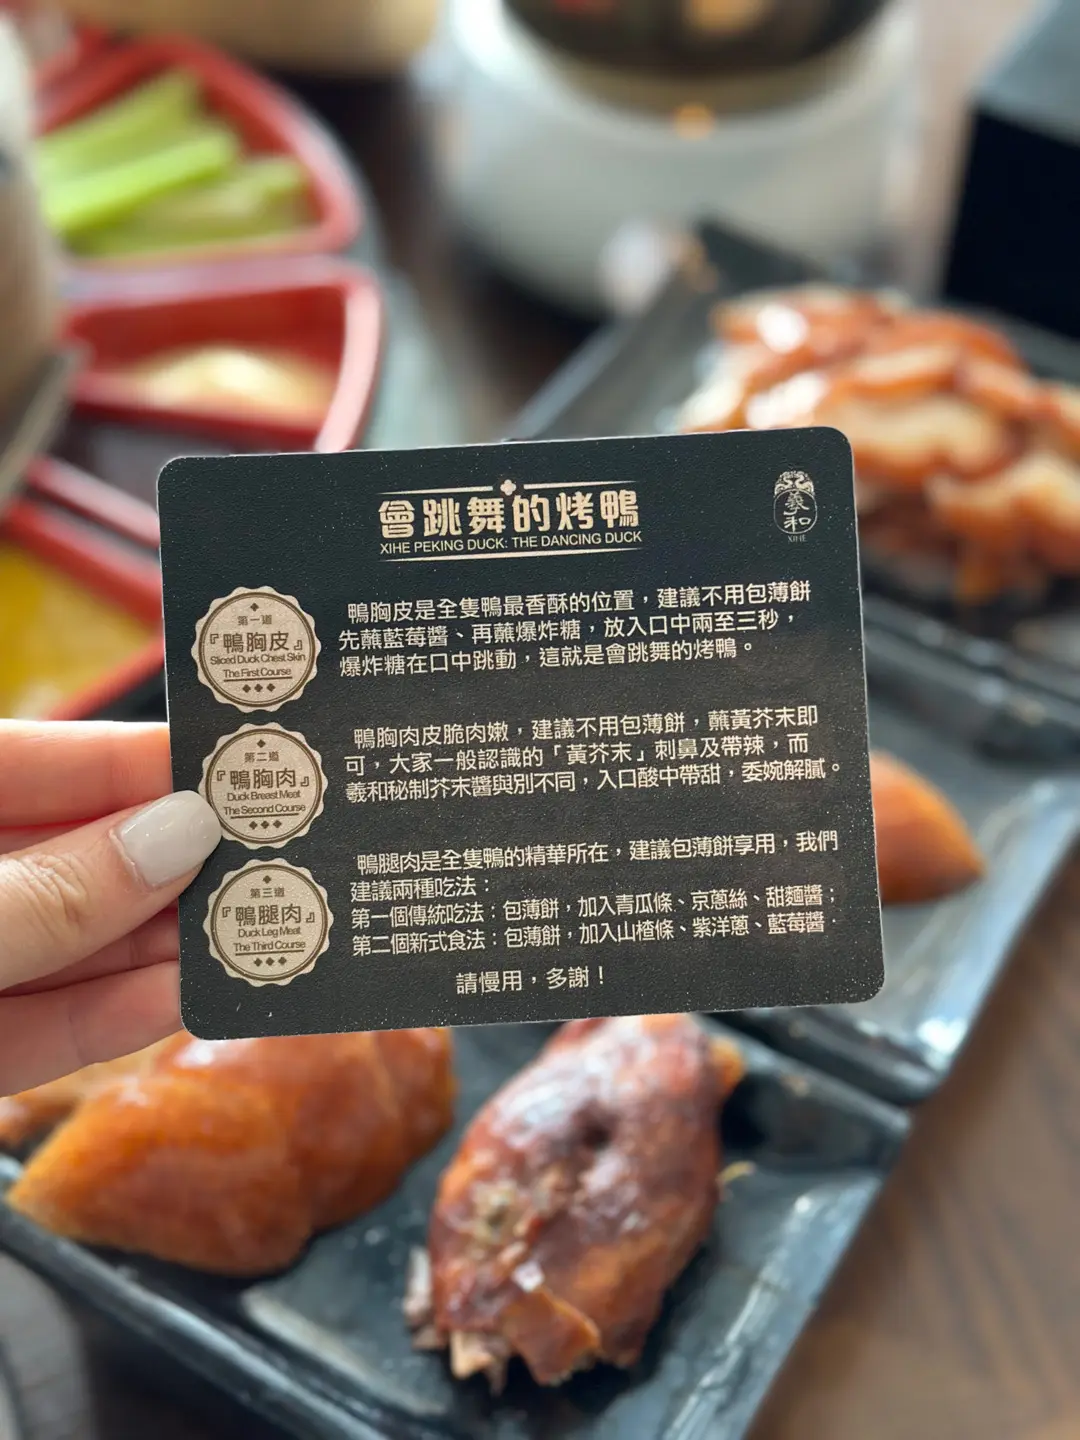 會跳舞的烤鴨
XIHE PEKING DUCK: THE DANCING DUCK
羲和
XIHE
第一道
『鴨胸皮』
Sliced Duck Chest Skin
The First Course
鴨胸皮是全隻鴨最香酥的位置，建議不用包薄餅
先蘸藍莓醬、再蘸爆炸糖，放入口中兩至三秒，
爆炸糖在口中跳動，這就是會跳舞的烤鴨。
第二道
『鴨胸肉』
Duck Breast Meat
The Second Course
鴨胸肉皮脆肉嫩，建議不用包薄餅，蘸黃芥末即
可，大家一般認識的「黃芥末」刺鼻及帶辣，而
羲和秘制芥末醬與別不同，入口酸中帶甜，委婉解膩。
第三道
『鴨腿肉』
Duck Leg Meat
The Third Course
鴨腿肉是全隻鴨的精華所在，建議包薄餅享用，我們
建議兩種吃法：
第一個傳統吃法：包薄餅，加入青瓜條、京蔥絲、甜麵醬；
第二個新式食法：包薄餅，加入山楂條、紫洋蔥、藍莓醬
請慢用，多謝！